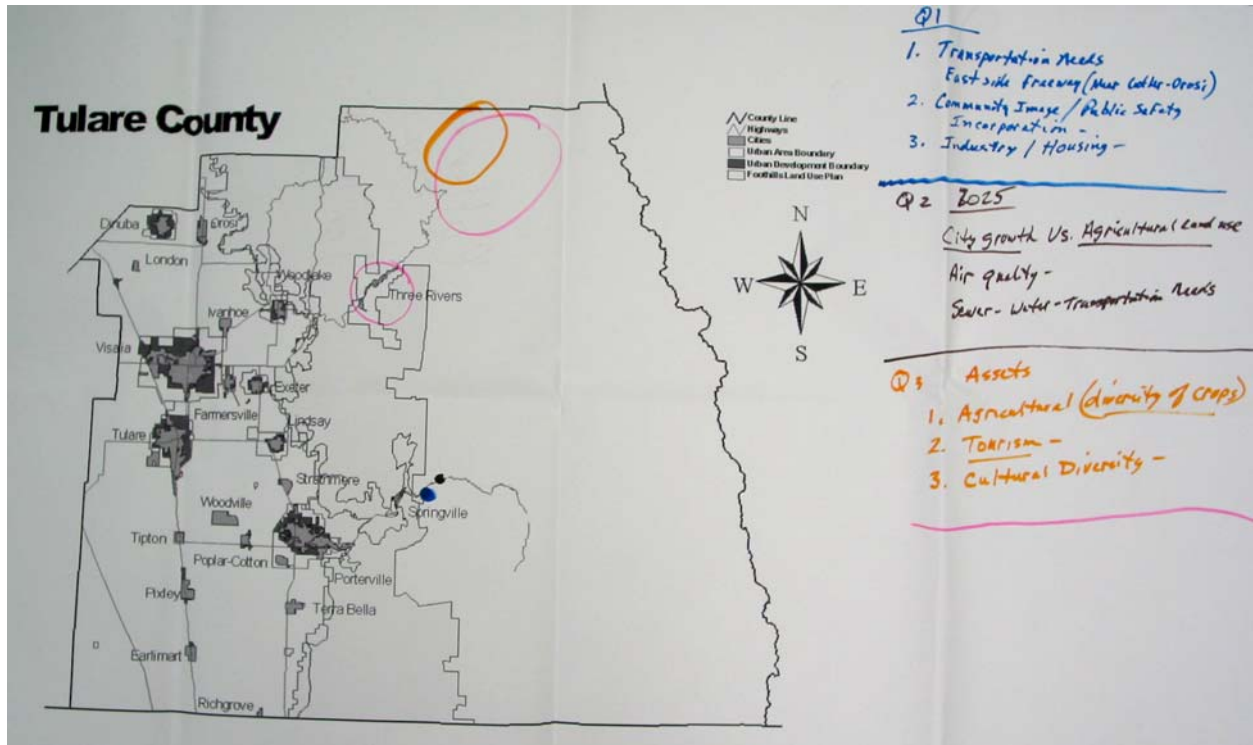 Tulare County
County Line
Highways
Cities
Urban Area Boundary
Urban Development Boundary
Foothills Land Use Plan
N
W E
S
Dinuba
Orosi
London
Woodlake
Three Rivers
Ivanhoe
Visalia
Exeter
Farmersville
Lindsay
Tulare
Strathmore
Woodville
Springville
Tipton
Poplar-Cotton
Porterville
Pixley
Terra Bella
Earlimart
Richgrove
Q1
1. Transportation Needs
East side Freeway (Near Orosi)
2. Community Image / Public Safety
Incorporation -
3. Industry / Housing -
Q2 2025
City growth Vs. Agricultural land use
Air quality -
Sewer - Water - Transportation Needs
Q3 Assets
1. Agricultural (diversity of crops)
2. Tourism -
3. Cultural Diversity -